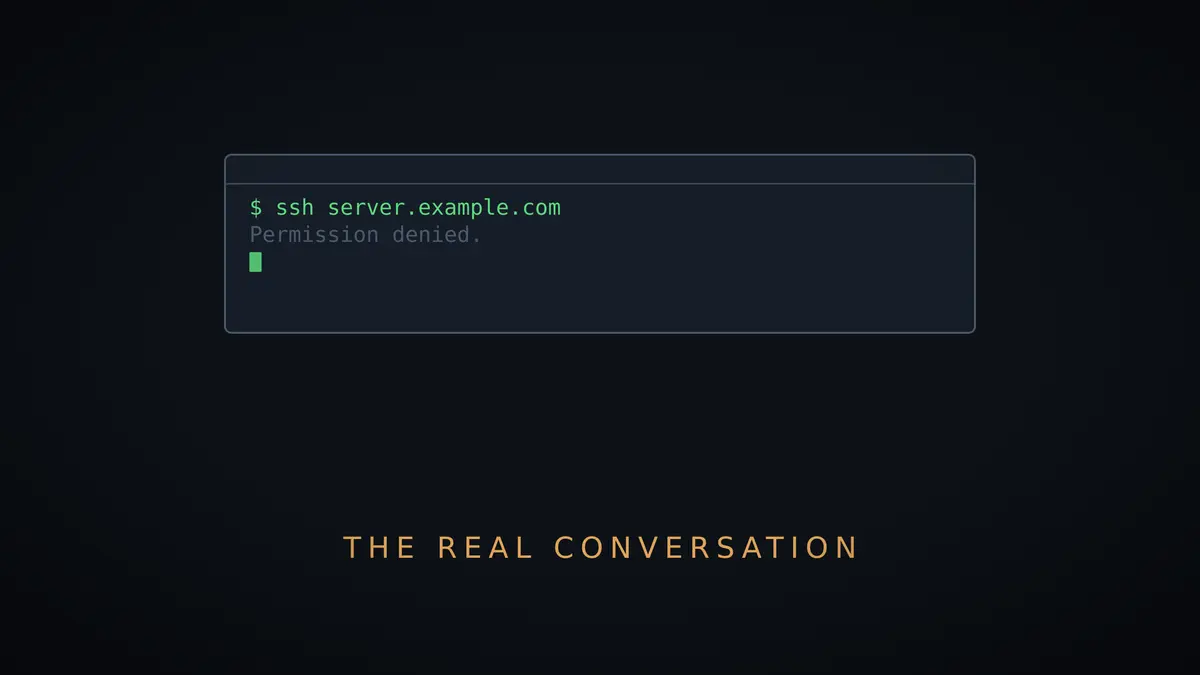 $ ssh server.example.com
Permission denied.
THE REAL CONVERSATION